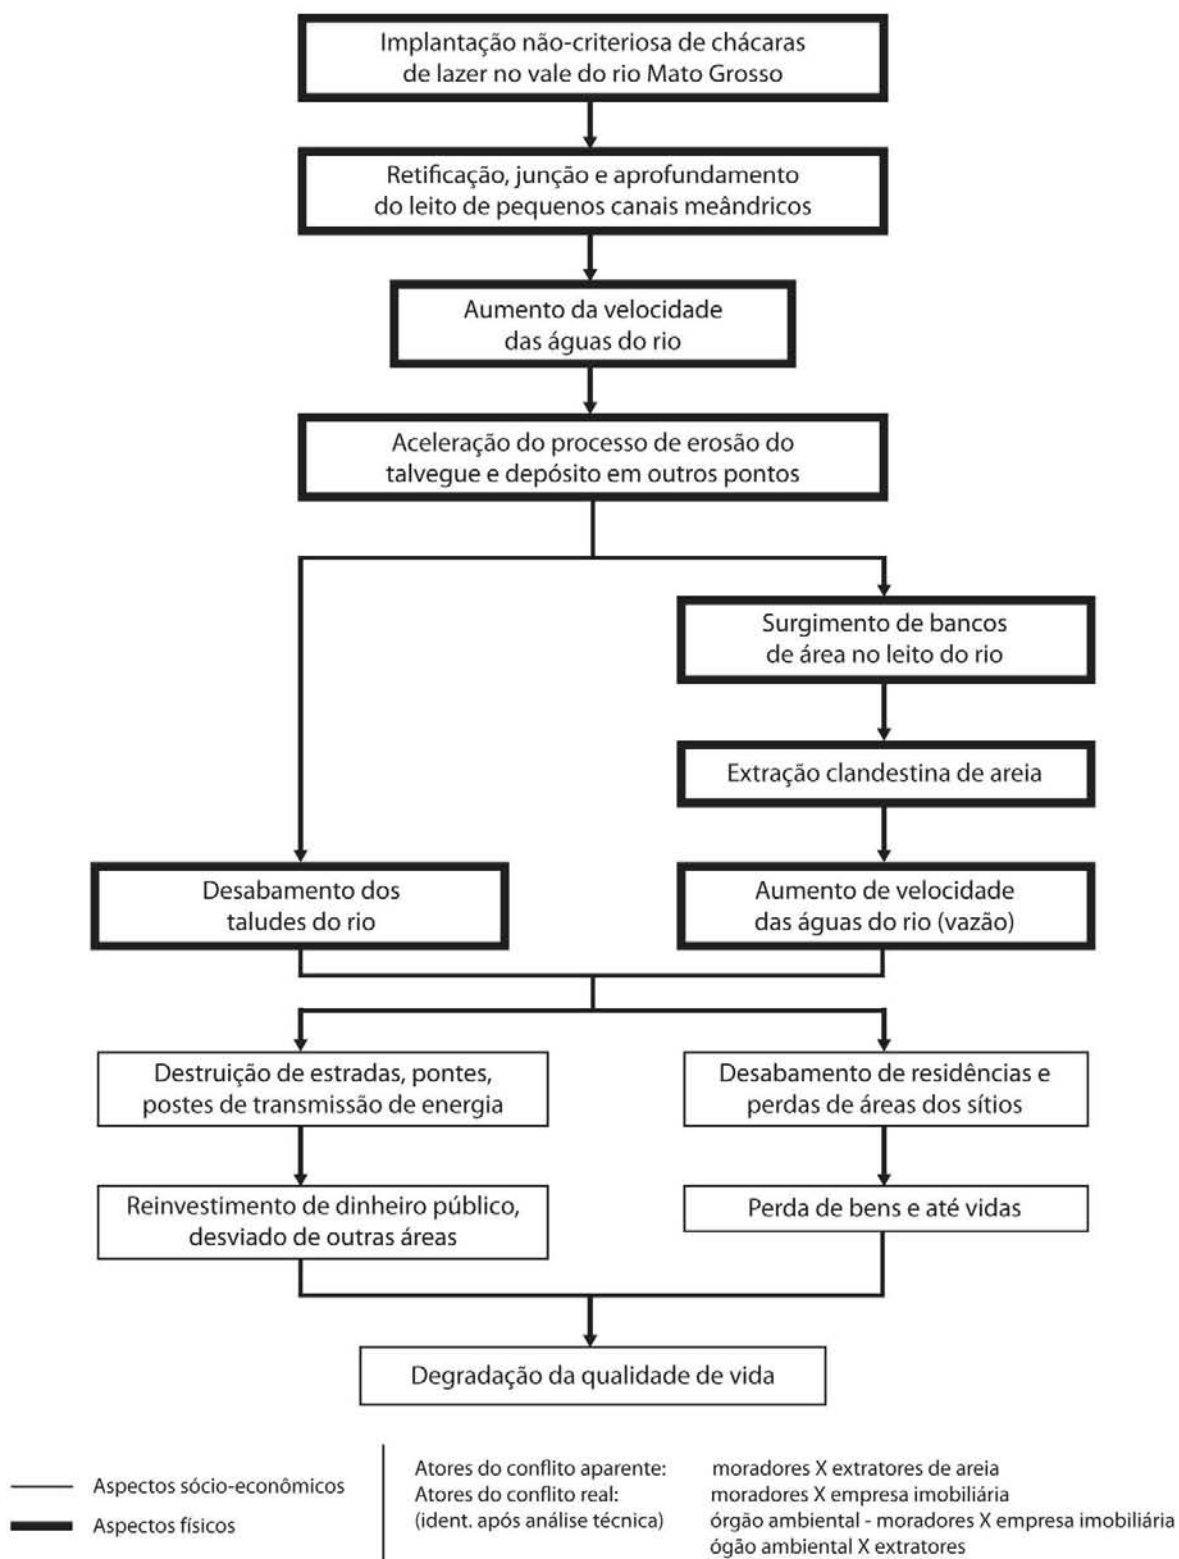 Implantação não-criteriosa de chácaras
de lazer no vale do rio Mato Grosso
Retificação, junção e aprofundamento
do leito de pequenos canais meândricos
Aumento da velocidade
das águas do rio
Aceleração do processo de erosão do
talvegue e depósito em outros pontos
Surgimento de bancos
de área no leito do rio
Extração clandestina de areia
Desabamento dos
taludes do rio
Aumento de velocidade
das águas do rio (vazão)
Destruição de estradas, pontes,
postes de transmissão de energia
Desabamento de residências e
perdas de áreas dos sítios
Reinvestimento de dinheiro público,
desviado de outras áreas
Perda de bens e até vidas
Degradação da qualidade de vida
Aspectos sócio-econômicos
Aspectos físicos
Atores do conflito aparente: moradores X extratores de areia
Atores do conflito real: moradores X empresa imobiliária
(ident. após análise técnica) órgão ambiental - moradores X empresa imobiliária
ógão ambiental X extratores